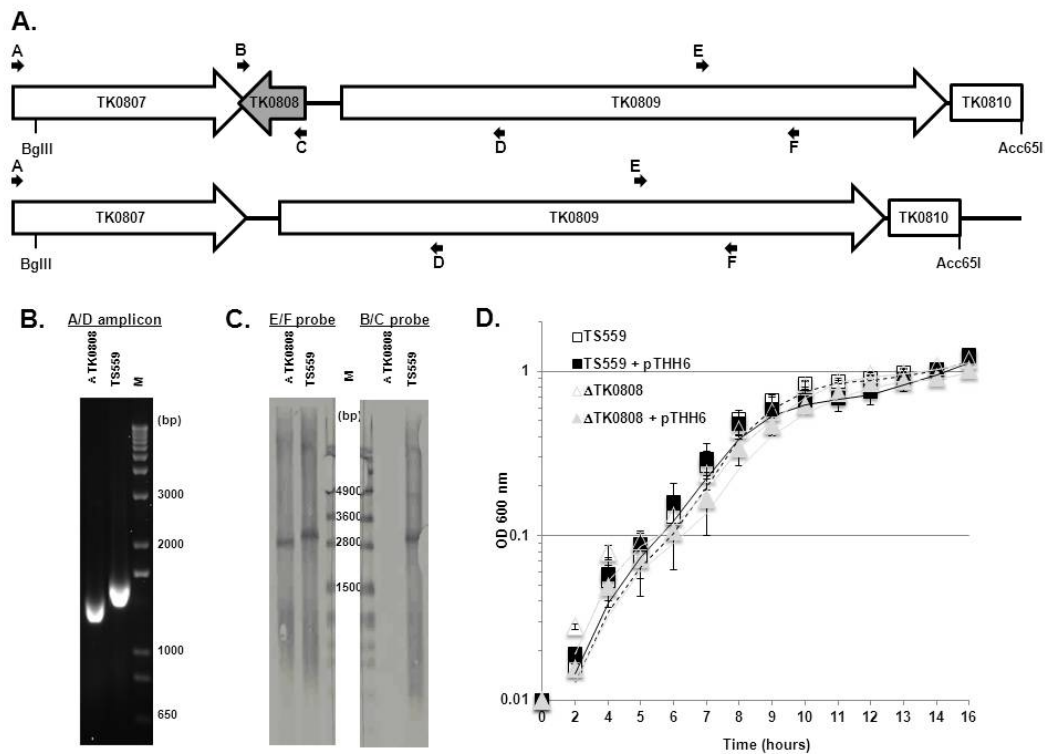 A.
A
B
E
TK0807
TK0808
TK0809
TK0810
BglII
C
D
F
Acc65I
A
E
TK0807
TK0809
TK0810
BglII
D
F
Acc65I
B.
A/D amplicon
Δ TK0808
TS559
M
(bp)
3000
2000
1000
650
C.
E/F probe
B/C probe
Δ TK0808
TS559
M
Δ TK0808
TS559
(bp)
4900
3600
2800
1500
D.
TS559
TS559 + pTHH6
ΔTK0808
ΔTK0808 + pTHH6
OD 600 nm
1
0.1
0.01
0 2 4 5 6 7 8 9 10 11 12 13 14 16
Time (hours)